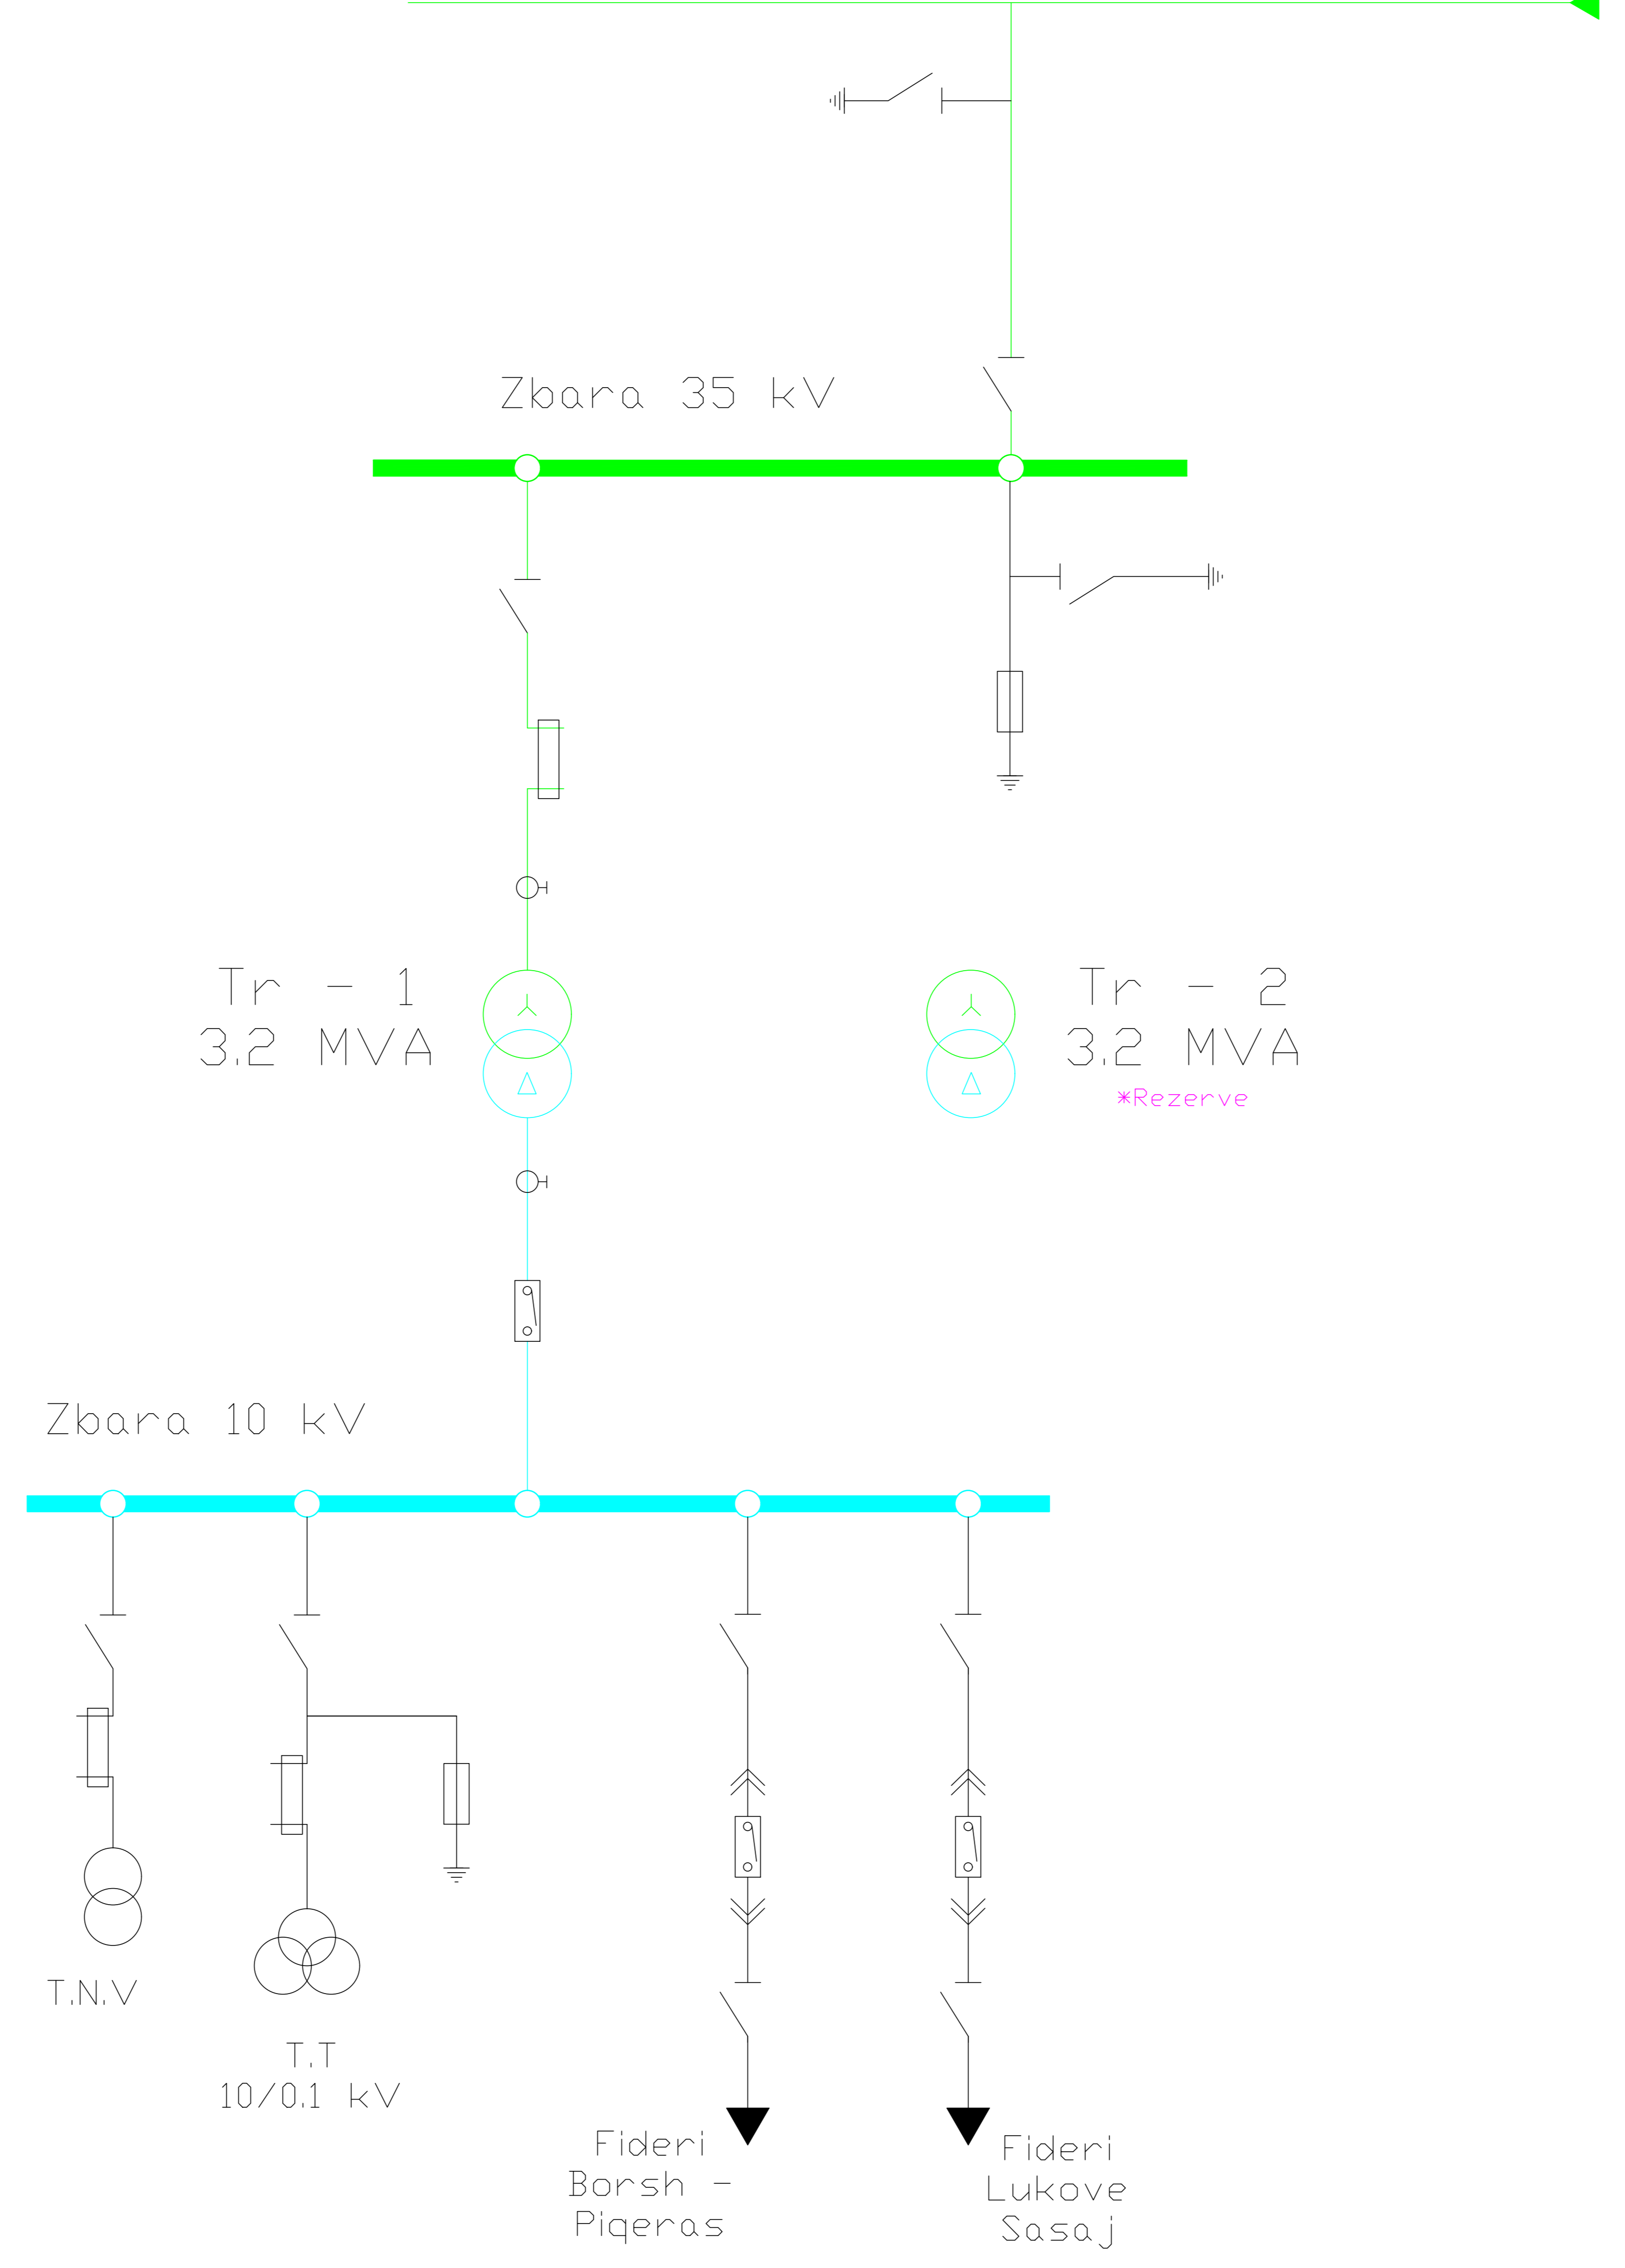 Zbara 35 kV
Tr - 1
3.2 MVA
Tr - 2
3.2 MVA
*Rezerve
Zbara 10 kV
T.N.V
T.T
10/0.1 kV
Fideri
Borsh -
Piqeras
Fideri
Lukove
Sasaj